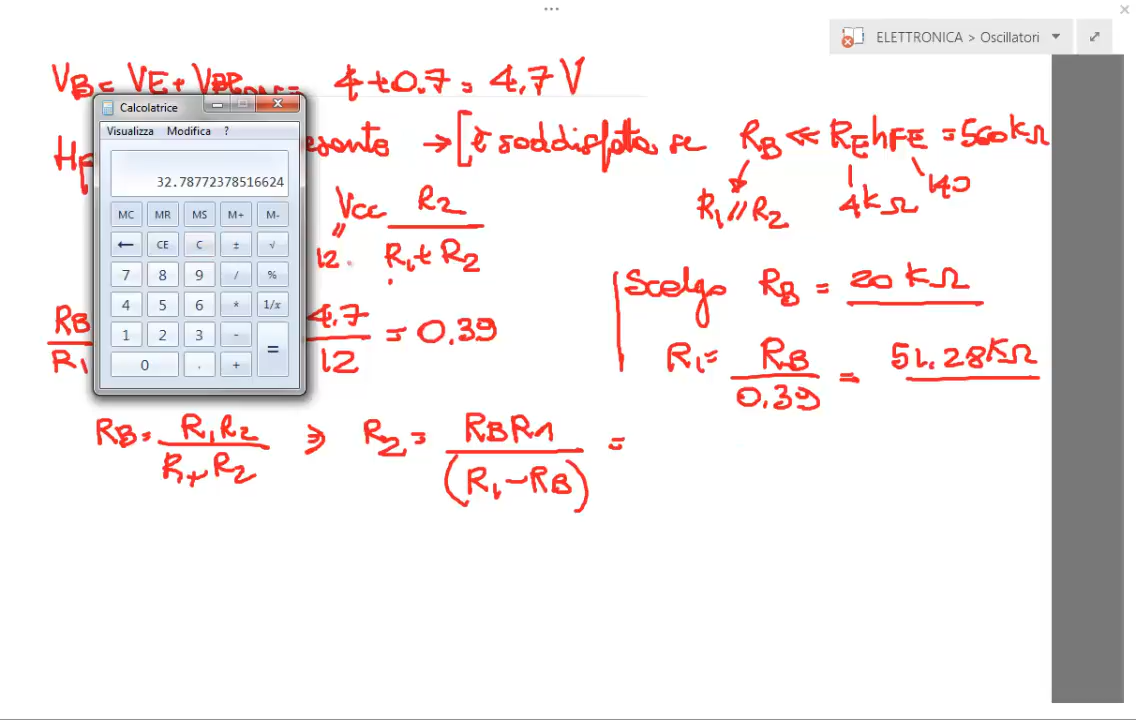 ELETTRONICA > Oscillatori
VB = VE + VBEON = 4+0.7 = 4.7 V
Calcolatrice
Visualizza Modifica ?
32.78772378516624
MC MR MS M+ M-
← CE C ± √
7 8 9 / %
4 5 6 * 1/x
1 2 3 - =
0 , +
→ [è soddisfatta se RB << REhFE = 560KΩ
R1 // R2 4KΩ 140
Vcc R2 / (R1 + R2)
12
Scelgo RB = 20 KΩ
RB / R1 4.7 / 12 = 0.39
R1 = RB / 0.39 = 51.28KΩ
RB = R1R2 / (R1 + R2) ⇒ R2 = RBR1 / (R1 - RB) =